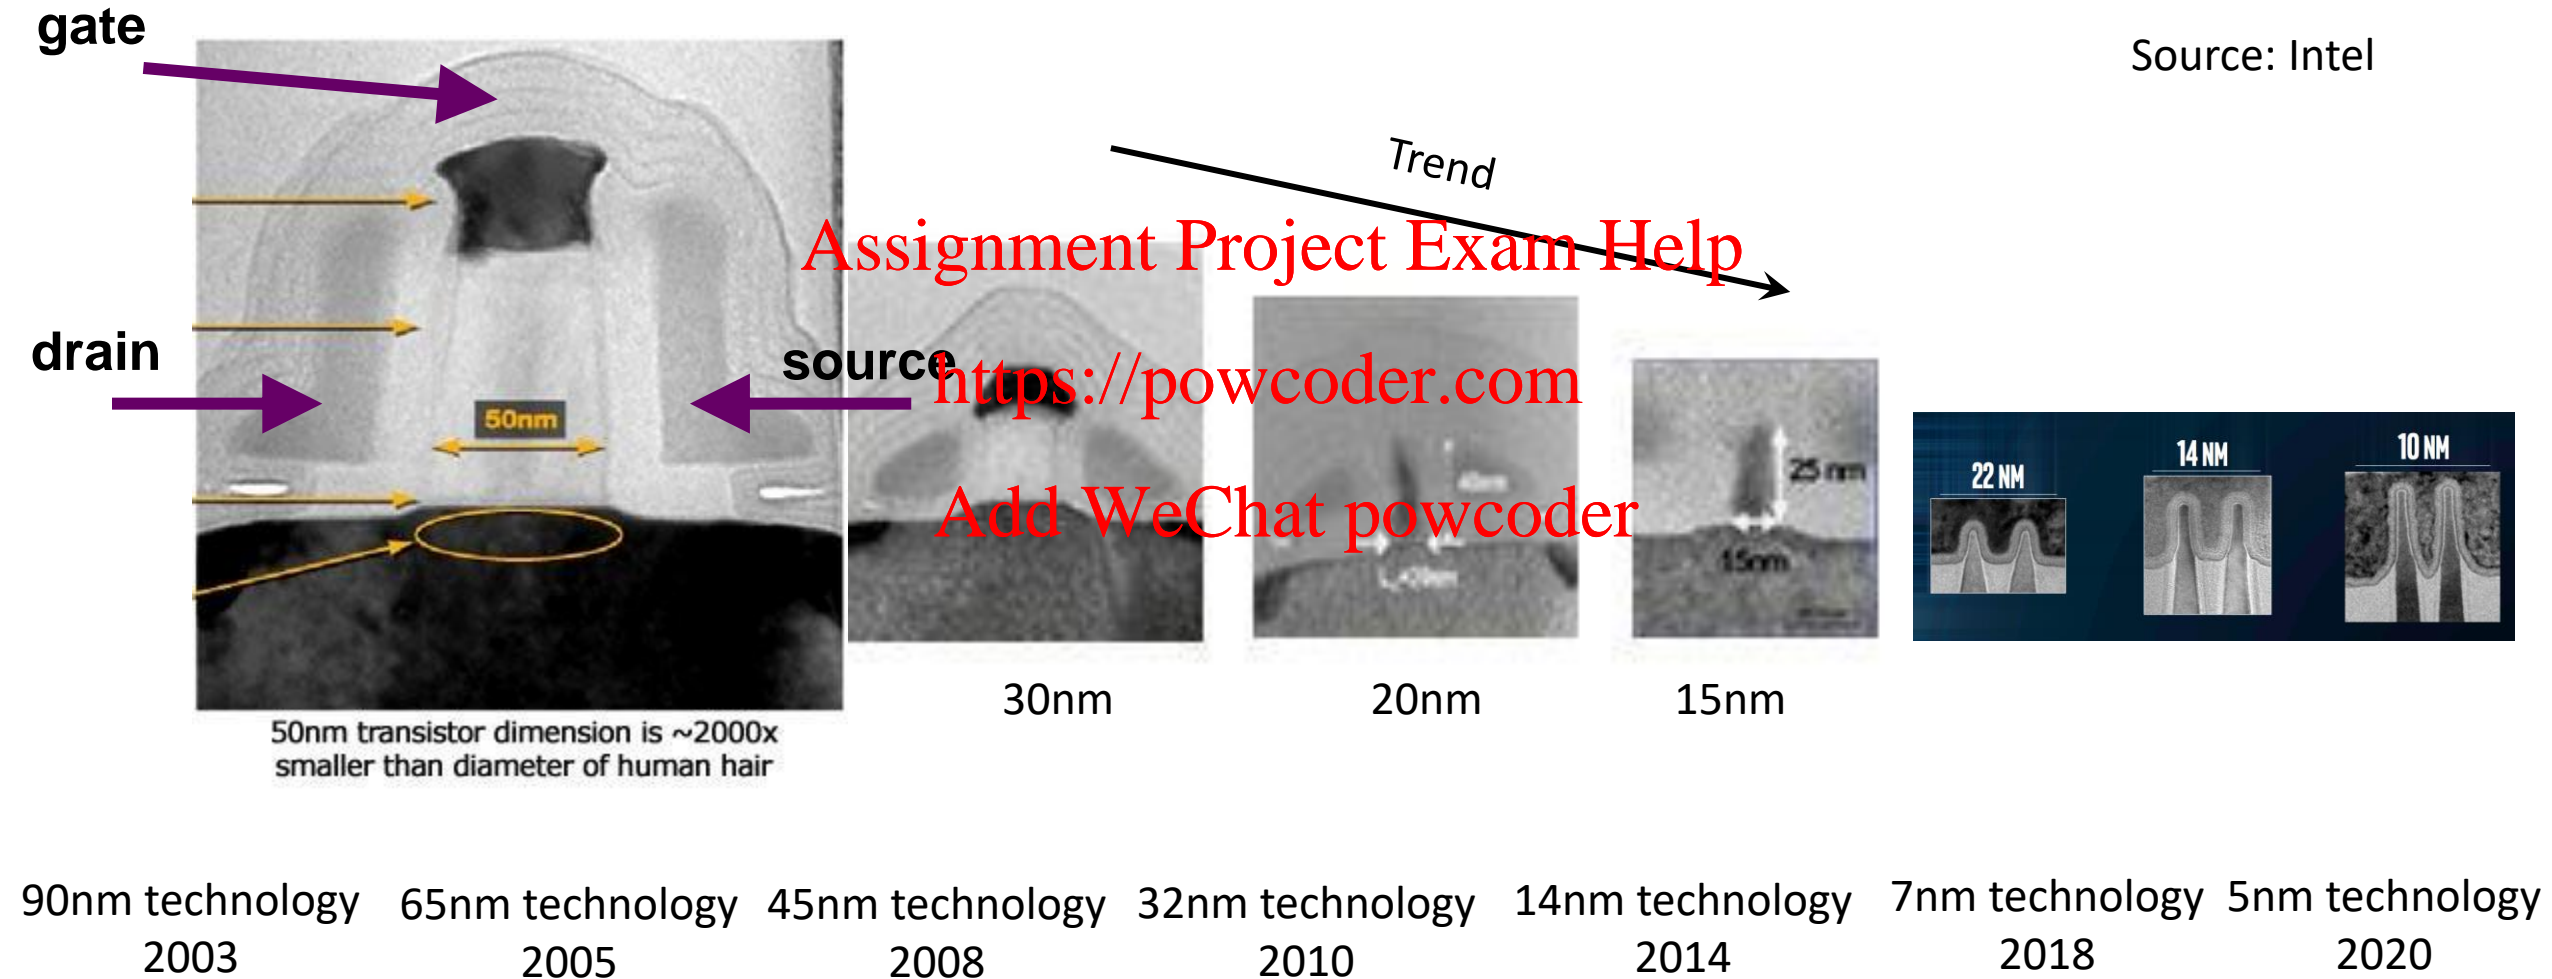 gate
Source: Intel
Trend
Assignment Project Exam Help
drain
source
https://powcoder.com
50nm
Add WeChat powcoder
25 nm
15nm
22 NM
14 NM
10 NM
30nm
20nm
15nm
50nm transistor dimension is ~2000x
smaller than diameter of human hair
90nm technology
2003
65nm technology
2005
45nm technology
2008
32nm technology
2010
14nm technology
2014
7nm technology
2018
5nm technology
2020